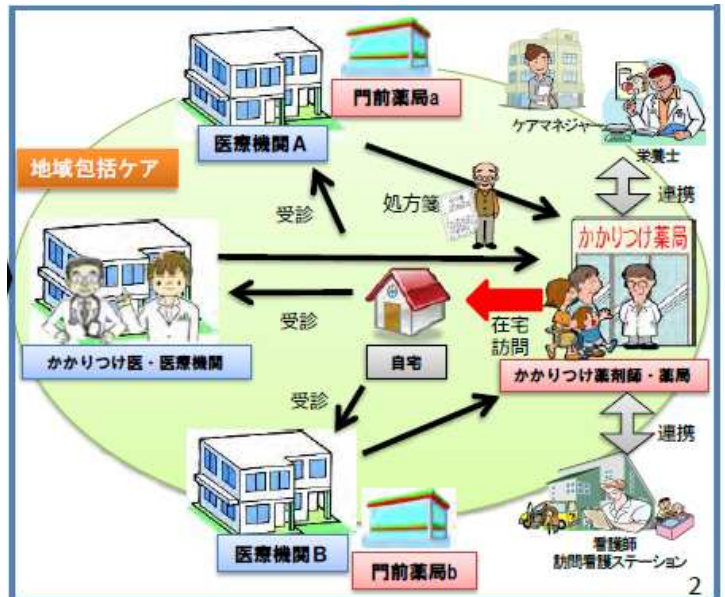 門前薬局a
医療機関A
ケアマネジャー
栄養士
地域包括ケア
受診
処方箋
連携
かかりつけ薬局
受診
自宅
在宅
訪問
かかりつけ医・医療機関
かかりつけ薬剤師・薬局
受診
連携
医療機関B
門前薬局b
看護師
訪問看護ステーション
2